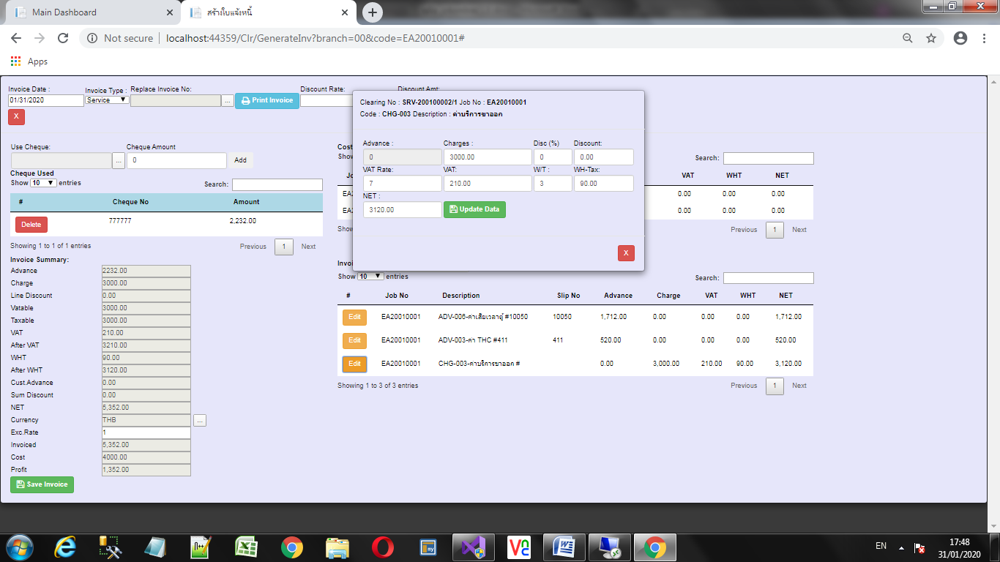 Main Dashboard
สร้างใบแจ้งหนี้
Not secure
localhost:44359/Clr/GenerateInv?branch=00&code=EA20010001#
Apps
Invoice Date :
Invoice Type :
Replace Invoice No:
Discount Rate:
Discount Amt:
01/31/2020
Service
...
Print Invoice
X
Clearing No : SRV-200100002/1 Job No : EA20010001
Code : CHG-003 Description : ค่าบริการขาออก
Advance :
Charges :
Disc (%)
Discount:
0
3000.00
0
0.00
VAT Rate:
VAT:
W/T :
WH-Tax:
7
210.00
3
90.00
NET :
3120.00
Update Data
X
Use Cheque:
Cheque Amount
...
0
Add
Cheque Used
Show 10 entries
Search:
# Cheque No Amount
Delete 777777 2,232.00
Showing 1 to 1 of 1 entries
Previous 1 Next
Invoice Summary:
Advance 2232.00
Charge 3000.00
Line Discount 0.00
Vatable 3000.00
Taxable 3000.00
VAT 210.00
After VAT 3210.00
WHT 90.00
After WHT 3120.00
Cust.Advance 0.00
Sum Discount 0.00
NET 5,352.00
Currency THB ...
Exc.Rate 1
Invoiced 5,352.00
Cost 4000.00
Profit 1,352.00
Save Invoice
Cost
Search:
VAT WHT NET
0.00 0.00 0.00
0.00 0.00 0.00
Previous 1 Next
Show 10 entries
Search:
# Job No Description Slip No Advance Charge VAT WHT NET
Edit EA20010001 ADV-006-ค่าเสียเวลาตู้ #10050 10050 1,712.00 0.00 0.00 0.00 1,712.00
Edit EA20010001 ADV-003-ค่า THC #411 411 520.00 0.00 0.00 0.00 520.00
Edit EA20010001 CHG-003-ค่าบริการขาออก # 0.00 3,000.00 210.00 90.00 3,120.00
Showing 1 to 3 of 3 entries
Previous 1 Next
EN
17:48
31/01/2020